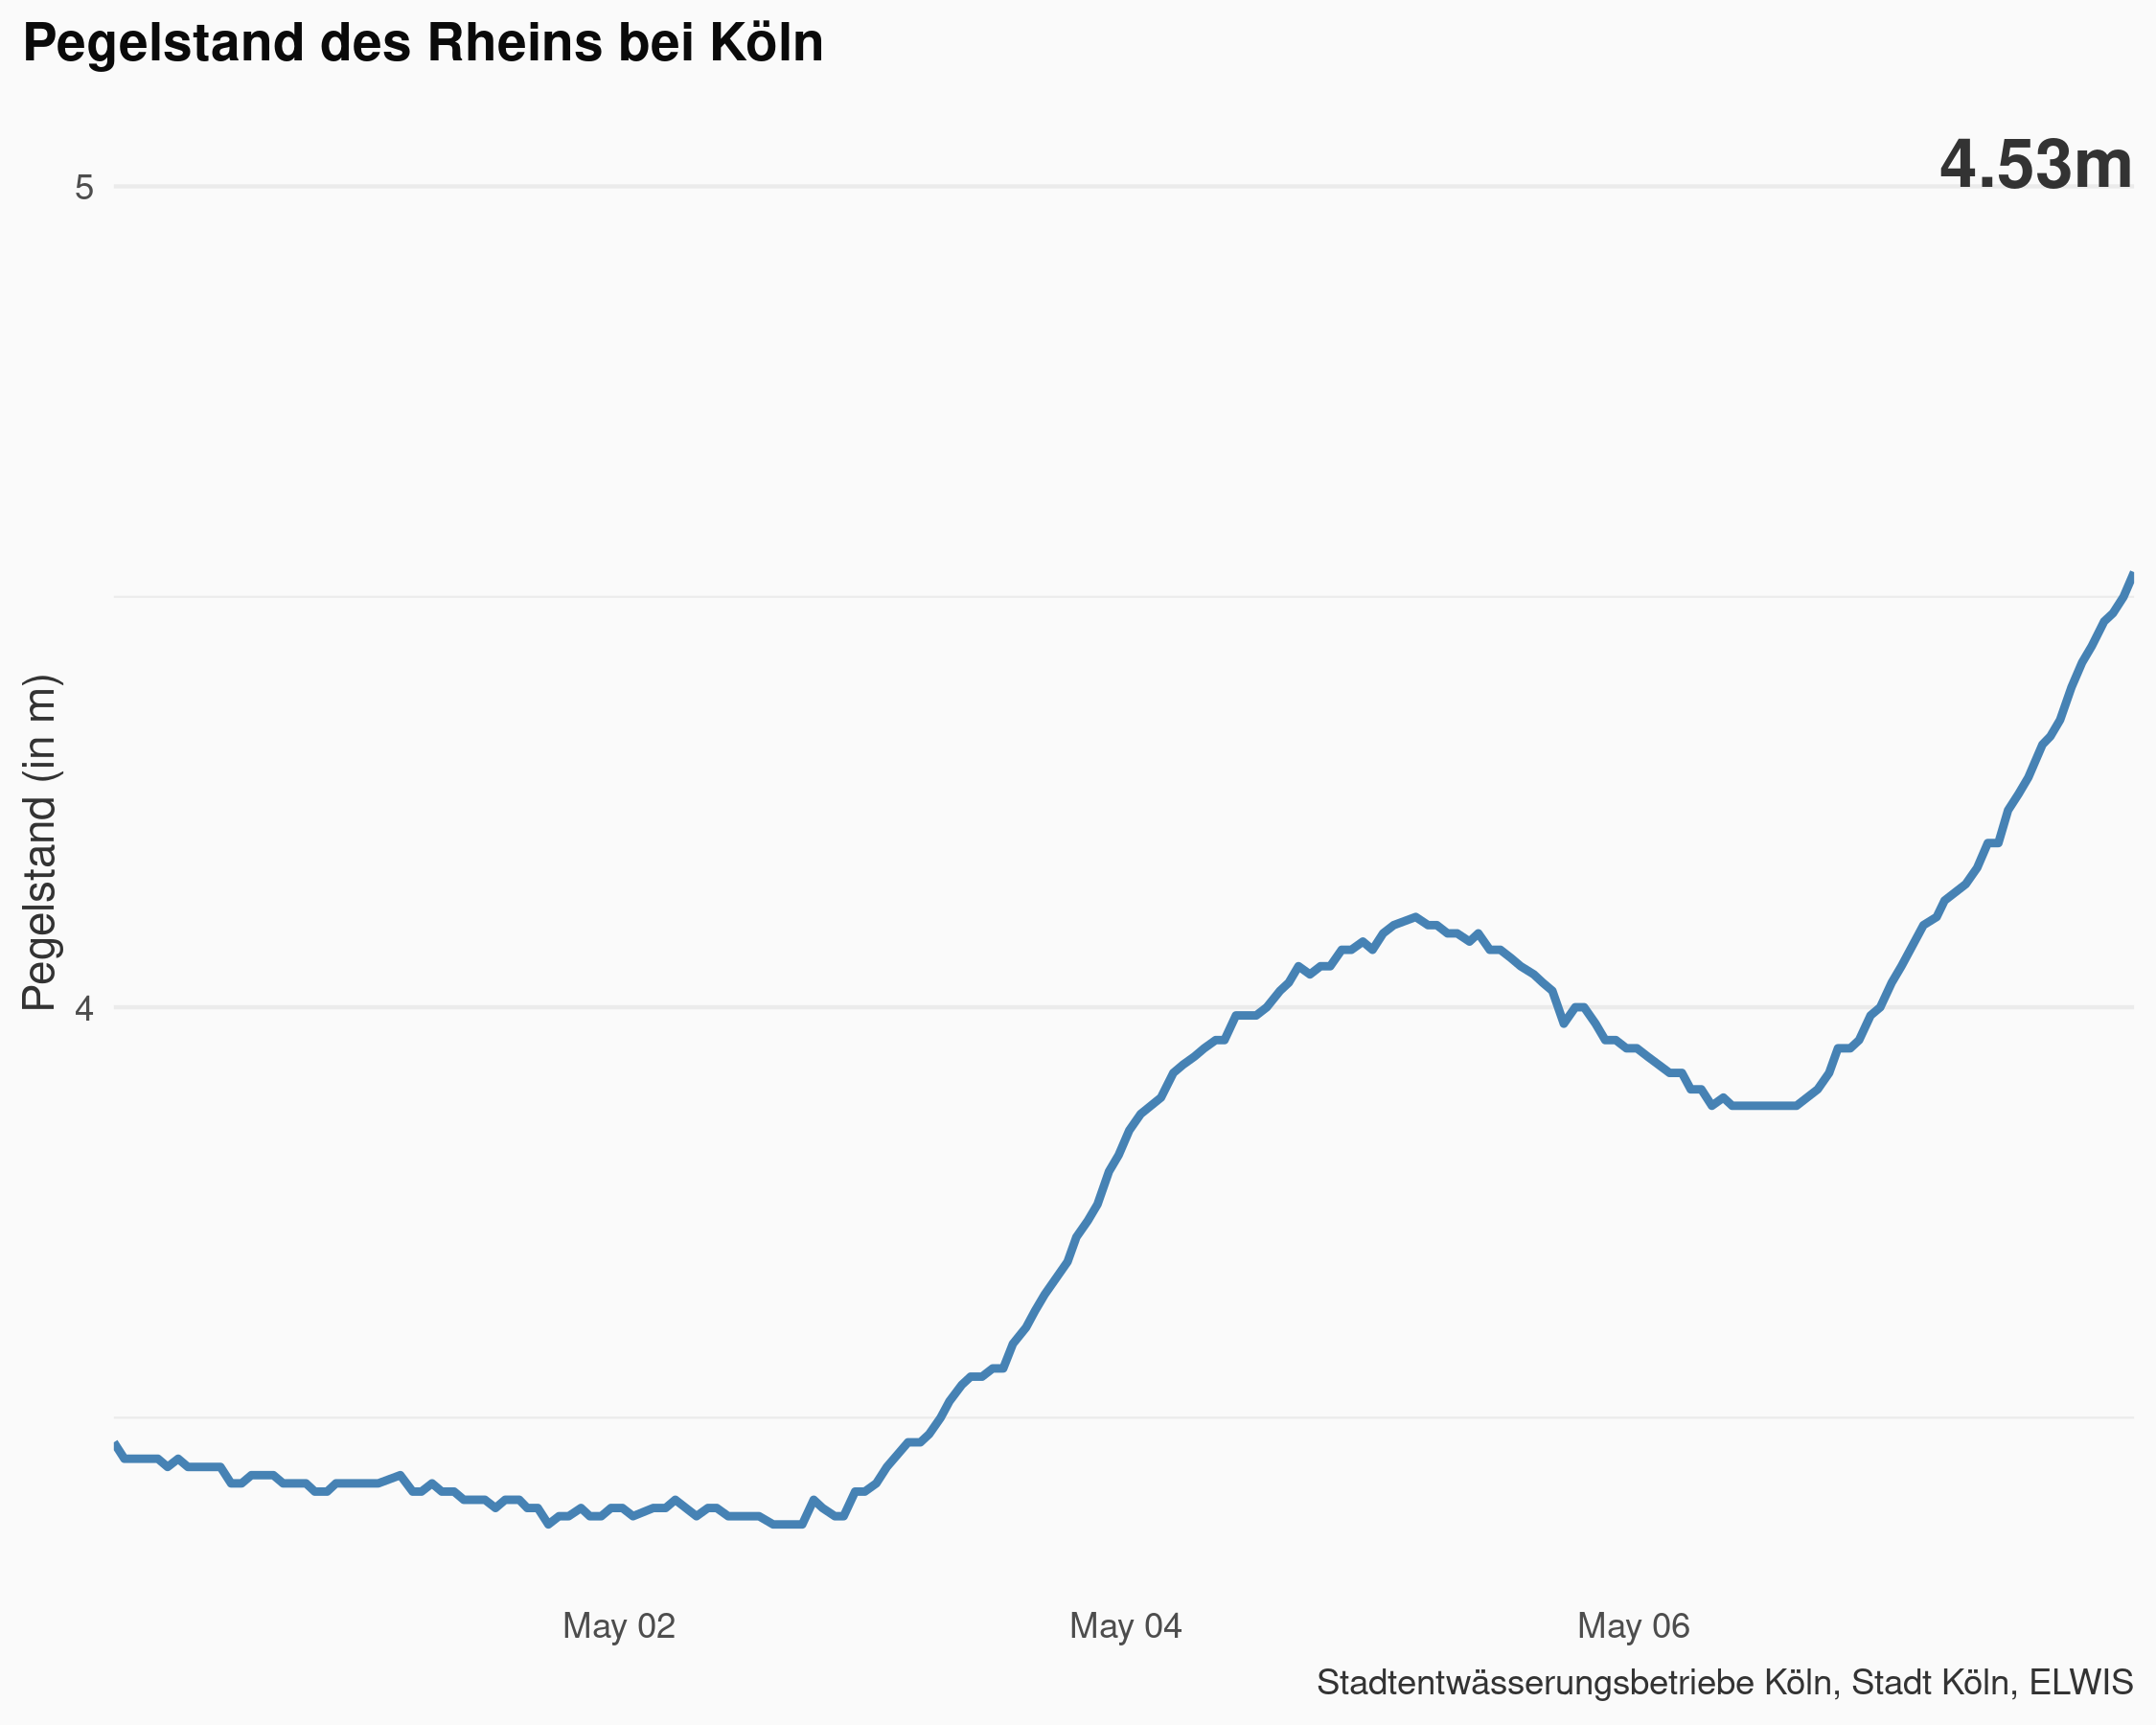 Pegelstand des Rheins bei Köln
4.53m
5
Pegelstand (in m)
4
May 02
May 04
May 06
Stadtentwässerungsbetriebe Köln, Stadt Köln, ELWIS